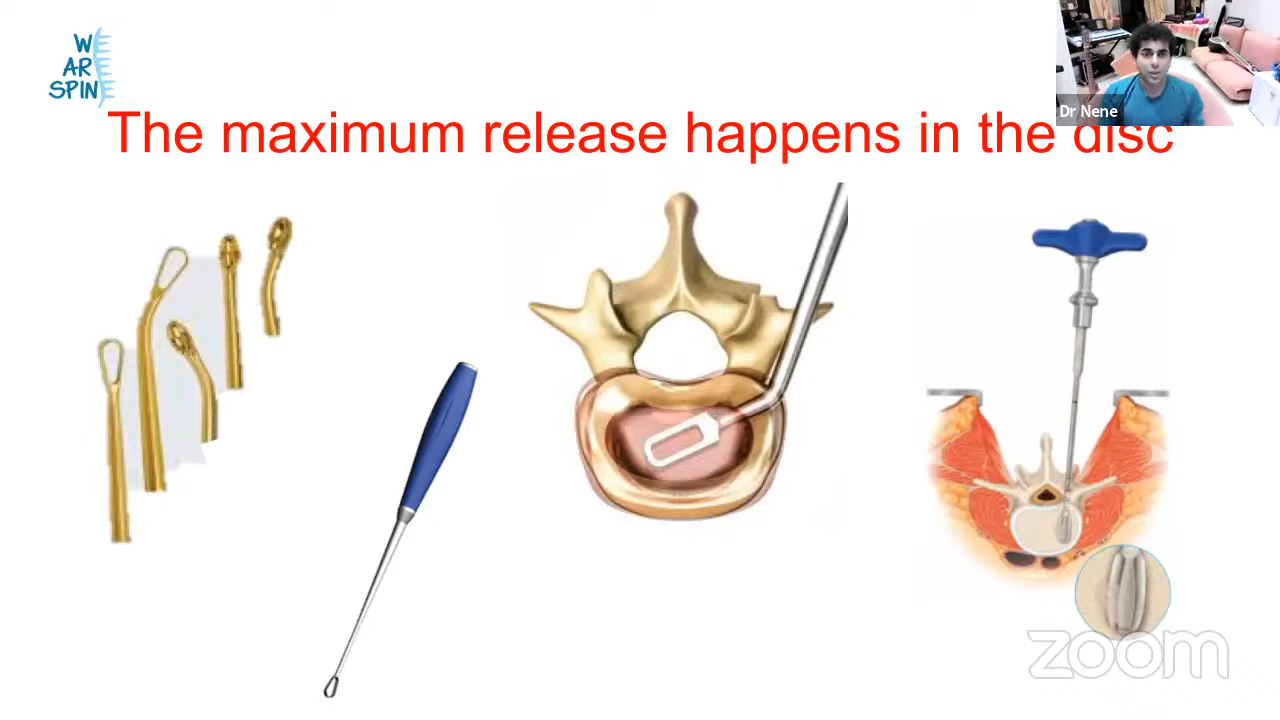 WE
ARE
SPINE
Dr Nene
The maximum release happens in the disc
zoom